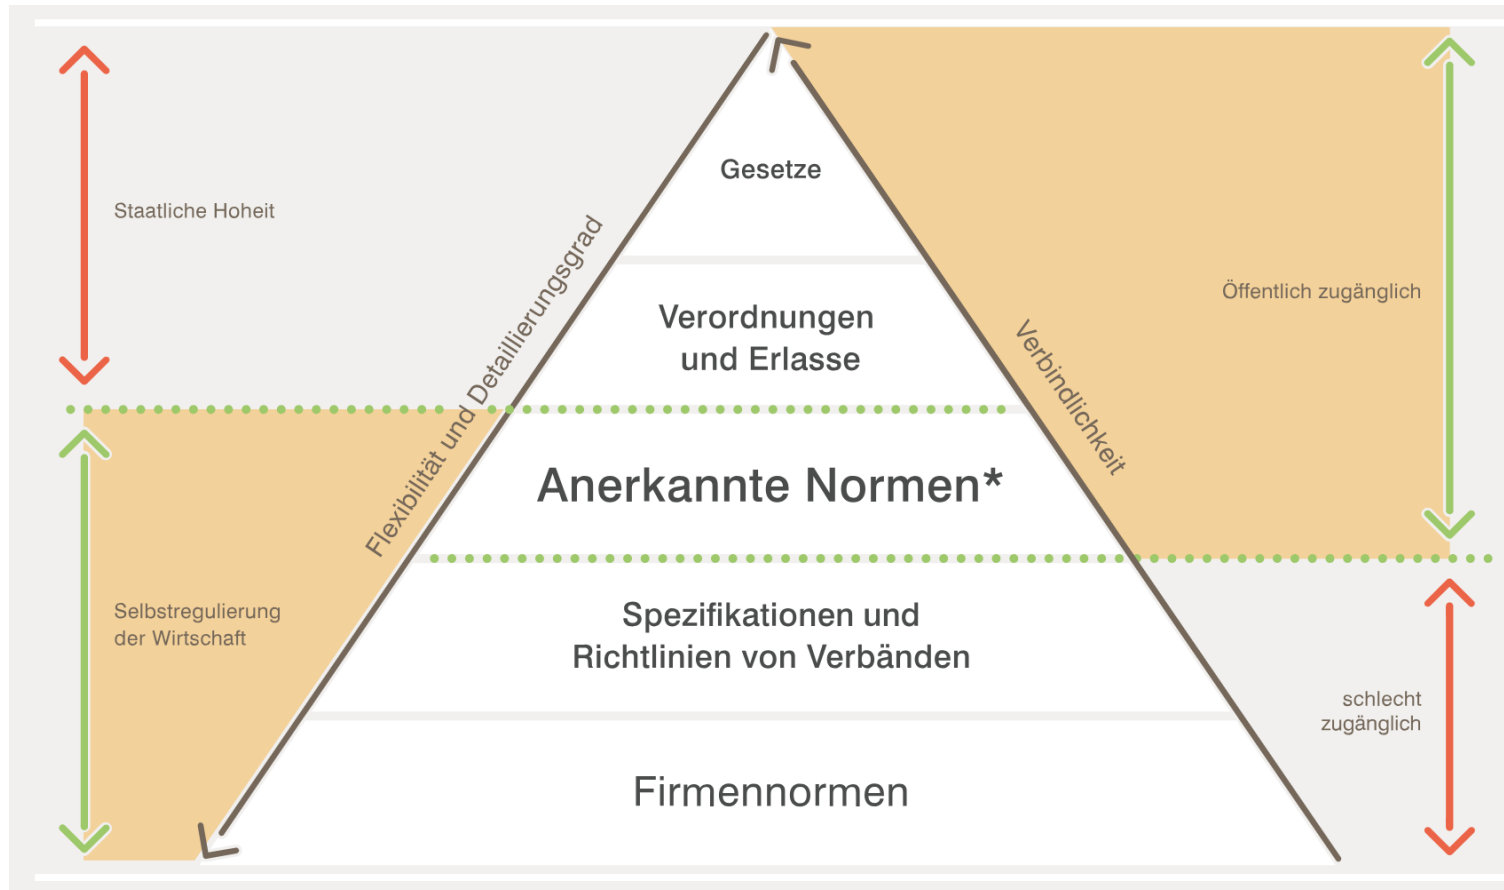 Gesetze
Staatliche Hoheit
Flexibilität und Detaillierungsgrad
Verordnungen
und Erlasse
Verbindlichkeit
Öffentlich zugänglich
Anerkannte Normen*
Selbstregulierung
der Wirtschaft
Spezifikationen und
Richtlinien von Verbänden
schlecht
zugänglich
Firmennormen